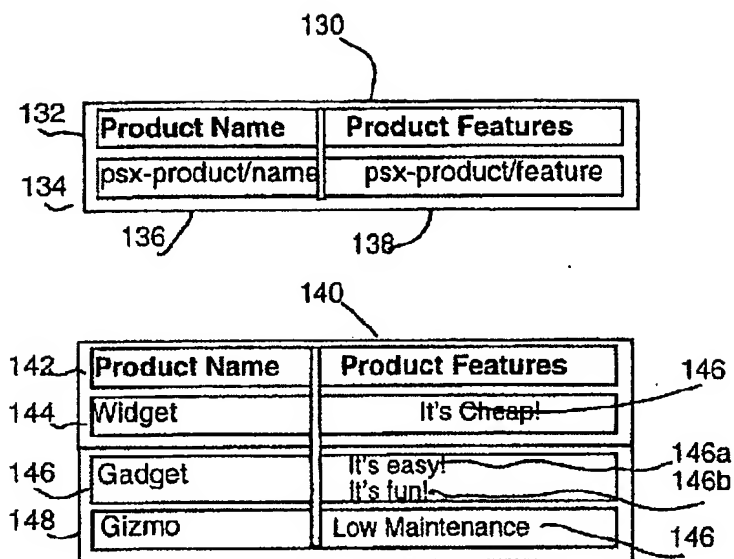 130
132 Product Name Product Features
psx-product/name psx-product/feature
134
136 138
140
142 Product Name Product Features 146
144 Widget It's Cheap!
146 Gadget It's easy! 146a
It's fun! 146b
148 Gizmo Low Maintenance 146